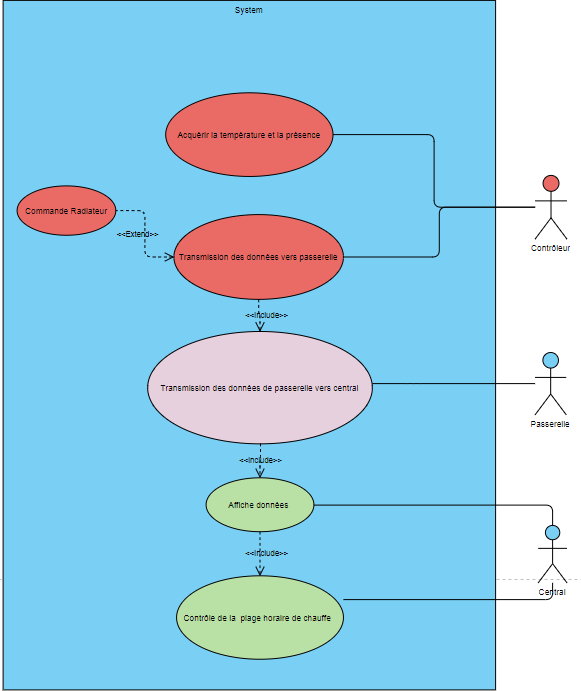 System
Acquérir la température et la présence
Commande Radiateur
<<Extend>>
Contrôleur
Transmission des données vers passerelle
<<Include>>
Transmission des données de passerelle vers central
Passerelle
<<Include>>
Affiche données
<<Include>>
Central
Contrôle de la plage horaire de chauffe